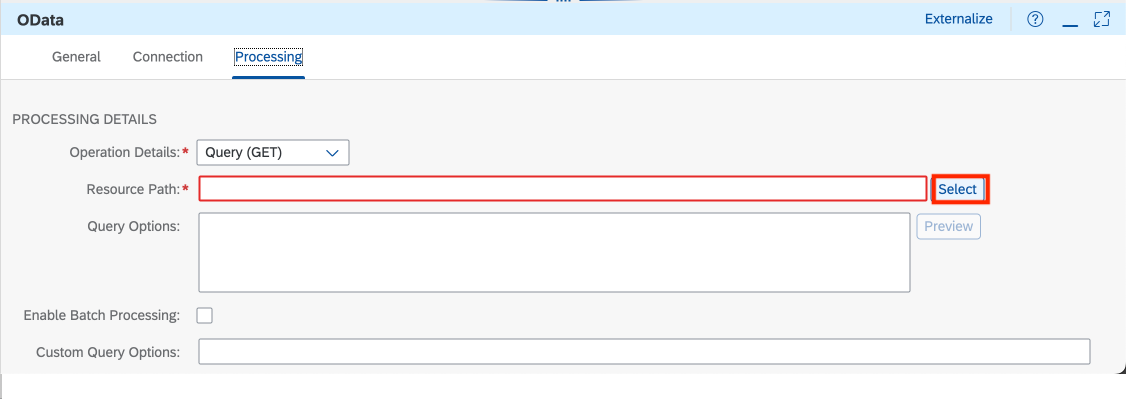 OData Externalize
General Connection Processing
PROCESSING DETAILS
Operation Details:* Query (GET)
Resource Path:* Select
Query Options: Preview
Enable Batch Processing:
Custom Query Options: